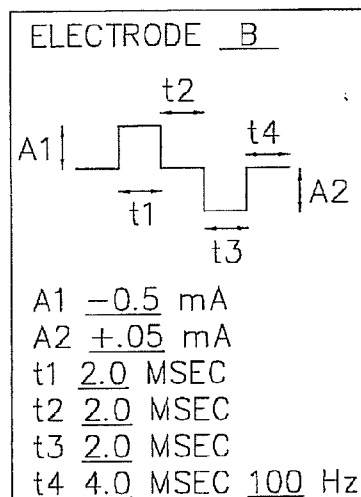 ELECTRODE B
t2
t4
A1
A2
t1
t3
A1 -0.5 mA
A2 +.05 mA
t1 2.0 MSEC
t2 2.0 MSEC
t3 2.0 MSEC
t4 4.0 MSEC 100 Hz